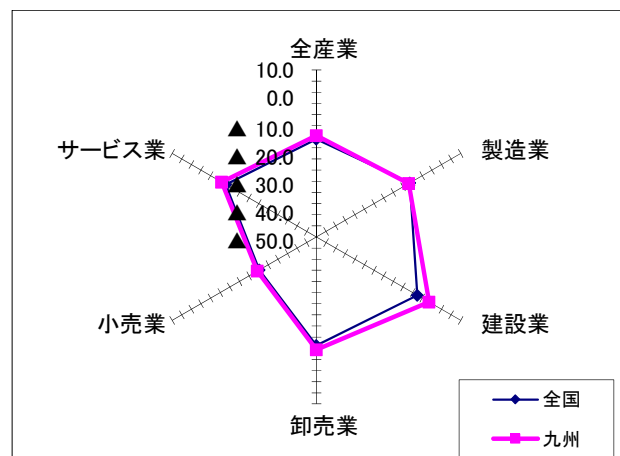 全産業
10.0
0.0
▲ 10.0
サービス業
製造業
▲ 20.0
▲ 30.0
▲ 40.0
▲ 50.0
小売業
建設業
卸売業
全国
九州